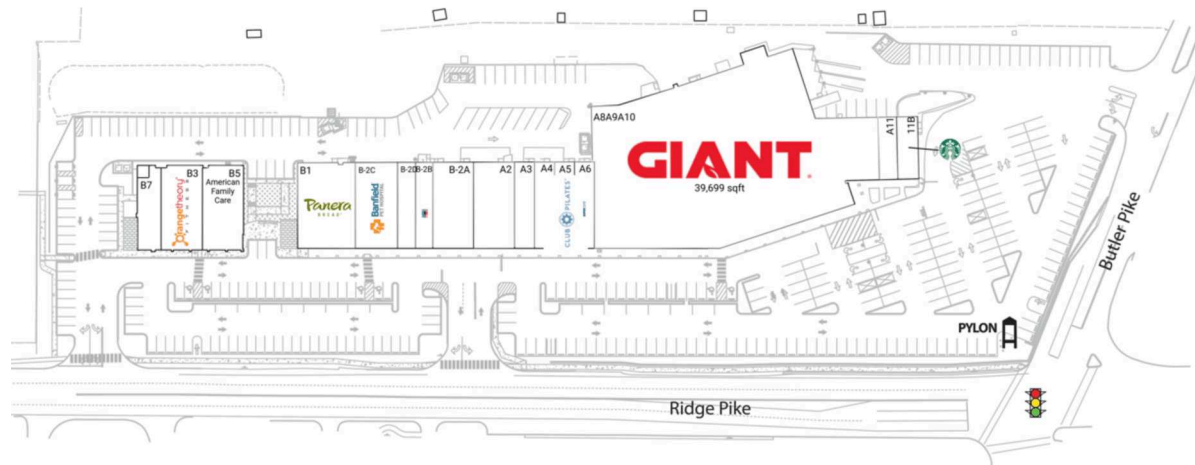 A8A9A10
A11
11B
GIANT
39,699 sqft
B7
B3
Orangetheory
FITNESS
B5
American
Family
Care
B1
Panera
BREAD
B-2C
Banfield
PET HOSPITAL
B-2D
B-2B
B-2A
A2
A3
A4
A5
A6
CLUB PILATES
Butler Pike
PYLON
Ridge Pike